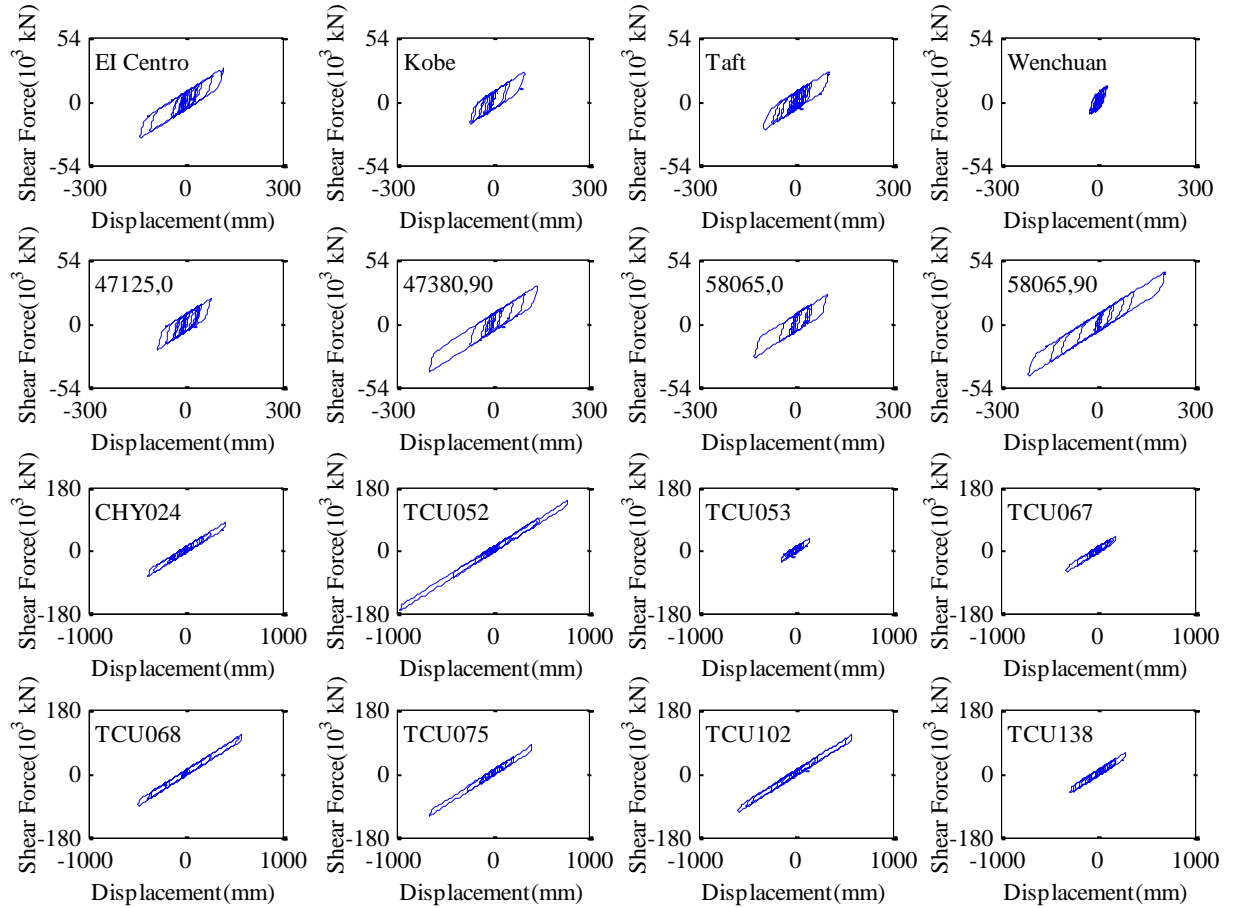 Shear Force(10³ kN)
54
0
-54
EI Centro
-300 0 300
Displacement(mm)
Shear Force(10³ kN)
54
0
-54
Kobe
-300 0 300
Displacement(mm)
Shear Force(10³ kN)
54
0
-54
Taft
-300 0 300
Displacement(mm)
Shear Force(10³ kN)
54
0
-54
Wenchuan
-300 0 300
Displacement(mm)
Shear Force(10³ kN)
54
0
-54
47125,0
-300 0 300
Displacement(mm)
Shear Force(10³ kN)
54
0
-54
47380,90
-300 0 300
Displacement(mm)
Shear Force(10³ kN)
54
0
-54
58065,0
-300 0 300
Displacement(mm)
Shear Force(10³ kN)
54
0
-54
58065,90
-300 0 300
Displacement(mm)
Shear Force(10³ kN)
180
0
-180
CHY024
-1000 0 1000
Displacement(mm)
Shear Force(10³ kN)
180
0
-180
TCU052
-1000 0 1000
Displacement(mm)
Shear Force(10³ kN)
180
0
-180
TCU053
-1000 0 1000
Displacement(mm)
Shear Force(10³ kN)
180
0
-180
TCU067
-1000 0 1000
Displacement(mm)
Shear Force(10³ kN)
180
0
-180
TCU068
-1000 0 1000
Displacement(mm)
Shear Force(10³ kN)
180
0
-180
TCU075
-1000 0 1000
Displacement(mm)
Shear Force(10³ kN)
180
0
-180
TCU102
-1000 0 1000
Displacement(mm)
Shear Force(10³ kN)
180
0
-180
TCU138
-1000 0 1000
Displacement(mm)